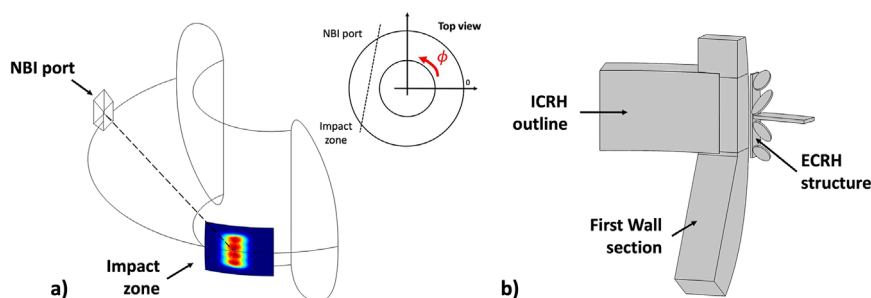 NBI port
Impact
zone
a)
Top view
NBI port
ϕ
0
Impact
zone
ICRH
outline
ECRH
structure
First Wall
section
b)